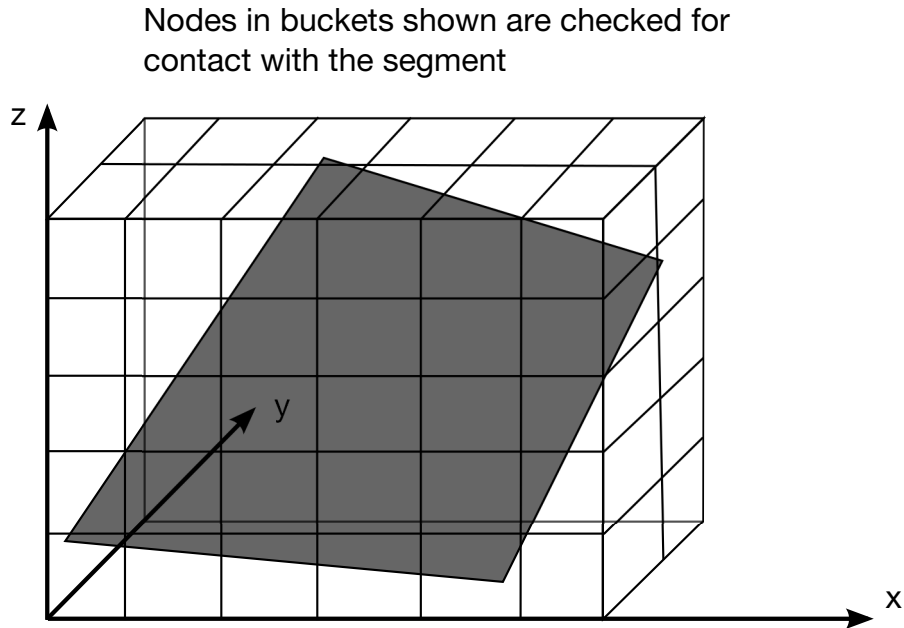 Nodes in buckets shown are checked for
contact with the segment
z
y
x